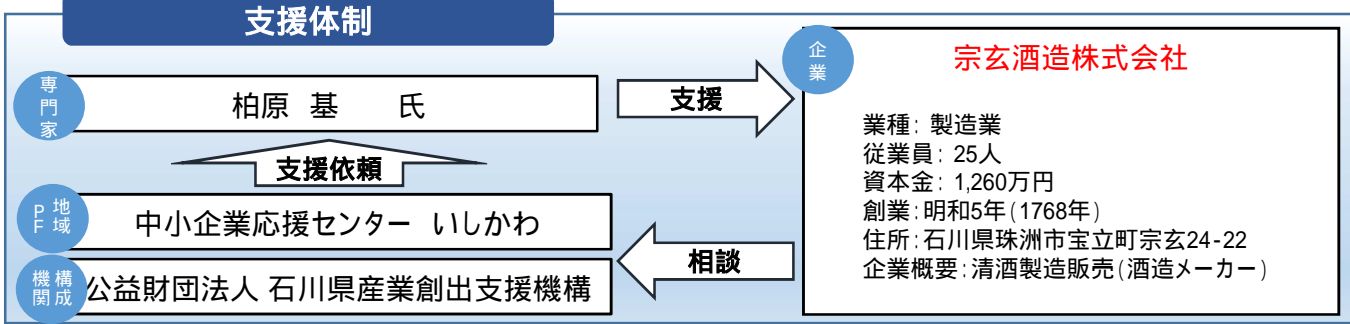 支援体制
専門家
柏原 基 氏
支援
支援依頼
地域PF
中小企業応援センター いしかわ
構成機関
公益財団法人 石川県産業創出支援機構
相談
企業
宗玄酒造株式会社
業種: 製造業
従業員: 25人
資本金: 1,260万円
創業:明和5年(1768年)
住所:石川県珠洲市宝立町宗玄24-22
企業概要:清酒製造販売(酒造メーカー)